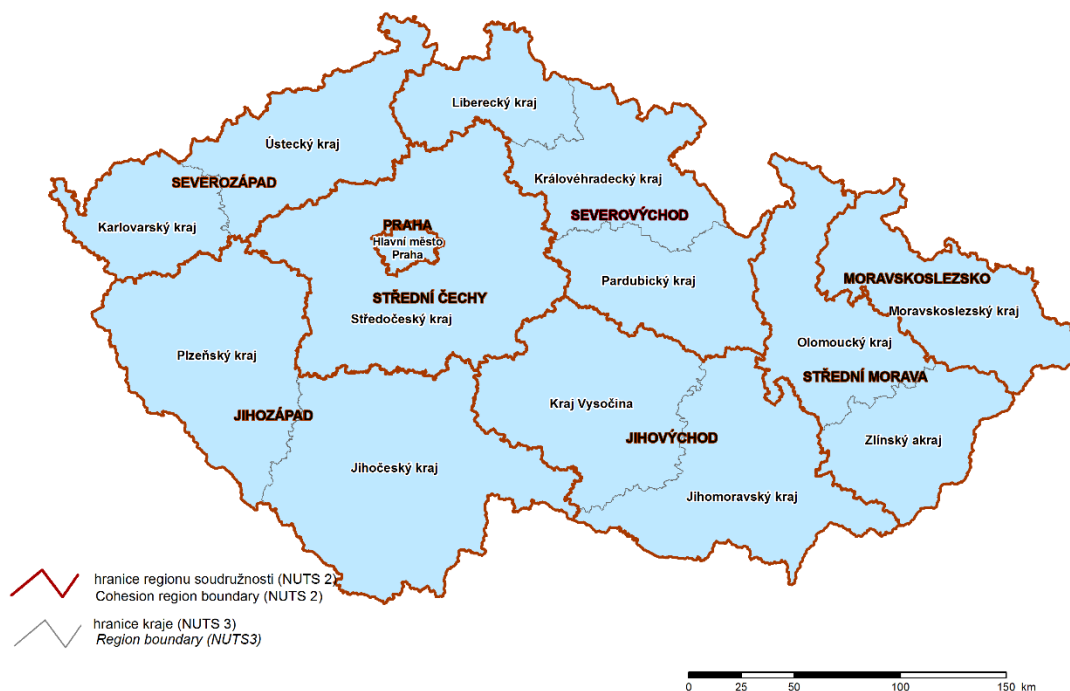 Liberecký kraj
Ústecký kraj
SEVEROZÁPAD
Královéhradecký kraj
SEVEROVÝCHOD
Karlovarský kraj
PRAHA
Hlavní město
Praha
Pardubický kraj
MORAVSKOSLEZSKO
STŘEDNÍ ČECHY
Středočeský kraj
Moravskoslezský kraj
Olomoucký kraj
Plzeňský kraj
STŘEDNÍ MORAVA
Kraj Vysočina
JIHOZÁPAD
JIHOVÝCHOD
Zlínský akraj
Jihočeský kraj
Jihomoravský kraj
hranice regionu soudružnosti (NUTS 2)
Cohesion region boundary (NUTS 2)
hranice kraje (NUTS 3)
Region boundary (NUTS3)
0 25 50 100 150 km